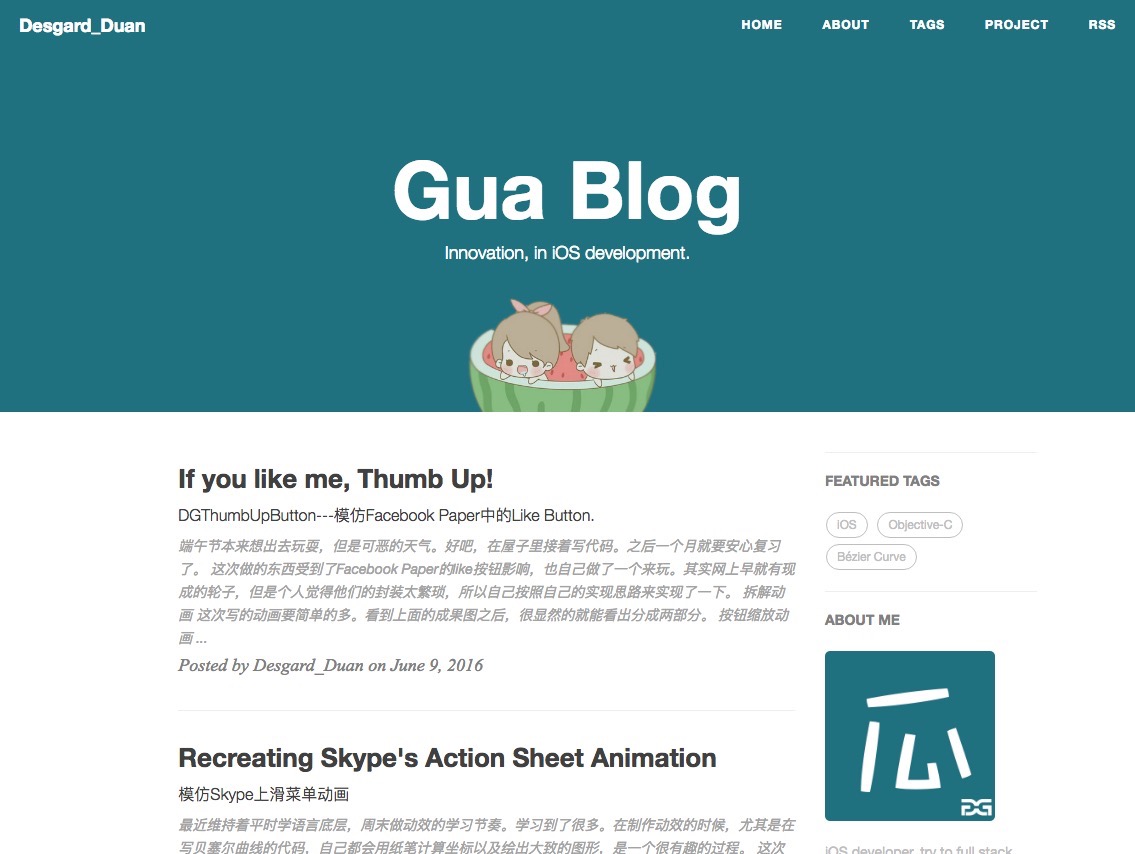 Desgard_Duan
HOME ABOUT TAGS PROJECT RSS
Gua Blog
Innovation, in iOS development.
If you like me, Thumb Up!
DGThumbUpButton---模仿Facebook Paper中的Like Button.
端午节本来想出去玩耍，但是可恶的天气。好吧，在屋子里接着写代码。之后一个月就要安心复习
了。 这次做的东西受到了Facebook Paper的like按钮影响，也自己做了一个来玩。其实网上早就有现
成的轮子，但是个人觉得他们的封装太繁琐，所以自己按照自己的实现思路来实现了一下。 拆解动
画 这次写的动画要简单的多。看到上面的成果图之后，很显然的就能看出分成两部分。 按钮缩放动
画 ...
Posted by Desgard_Duan on June 9, 2016
Recreating Skype's Action Sheet Animation
模仿Skype上滑菜单动画
最近维持着平时学语言底层，周末做动效的学习节奏。学习到了很多。在制作动效的时候，尤其是在
写贝塞尔曲线的代码，自己都会用纸笔计算坐标以及绘出大致的图形，是一个很有趣的过程。 这次
FEATURED TAGS
iOS
Objective-C
Bézier Curve
ABOUT ME
瓜
DG
iOS developer, try to full stack.